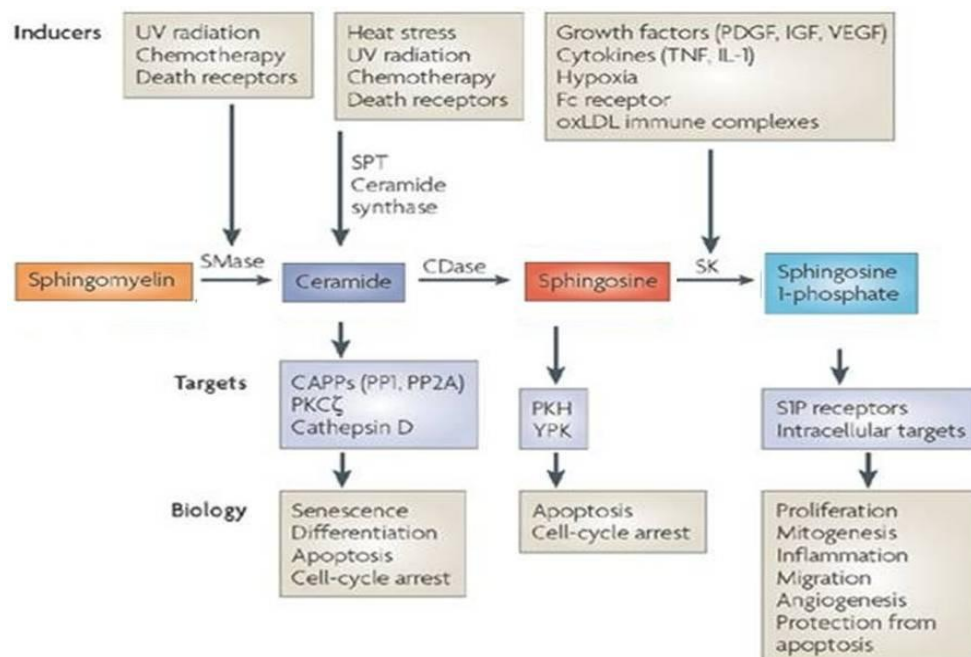 Inducers
UV radiation
Chemotherapy
Death receptors
Heat stress
UV radiation
Chemotherapy
Death receptors
Growth factors (PDGF, IGF, VEGF)
Cytokines (TNF, IL-1)
Hypoxia
Fc receptor
oxLDL immune complexes
SPT
Ceramide
synthase
Sphingomyelin
SMase
Ceramide
CDase
Sphingosine
SK
Sphingosine
1-phosphate
Targets
CAPPs (PP1, PP2A)
PKCζ
Cathepsin D
PKH
YPK
S1P receptors
Intracellular targets
Biology
Senescence
Differentiation
Apoptosis
Cell-cycle arrest
Apoptosis
Cell-cycle arrest
Proliferation
Mitogenesis
Inflammation
Migration
Angiogenesis
Protection from
apoptosis